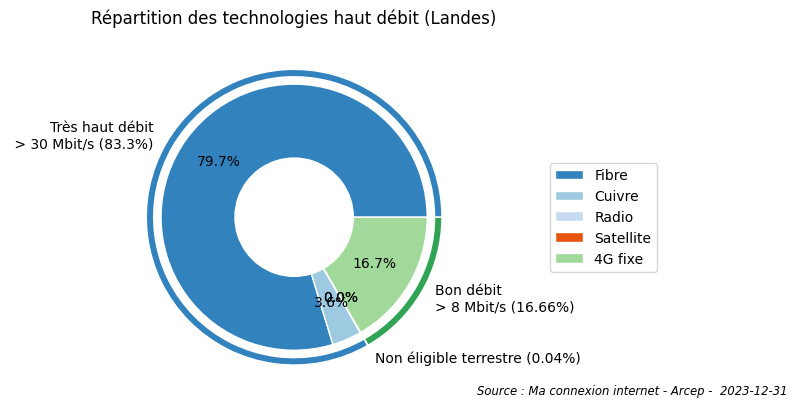 Répartition des technologies haut débit (Landes)
Très haut débit
> 30 Mbit/s (83.3%)
79.7%
16.7%
0.0%
0.0%
3.6%
Bon débit
> 8 Mbit/s (16.66%)
Non éligible terrestre (0.04%)
Fibre
Cuivre
Radio
Satellite
4G fixe
Source : Ma connexion internet - Arcep -  2023-12-31